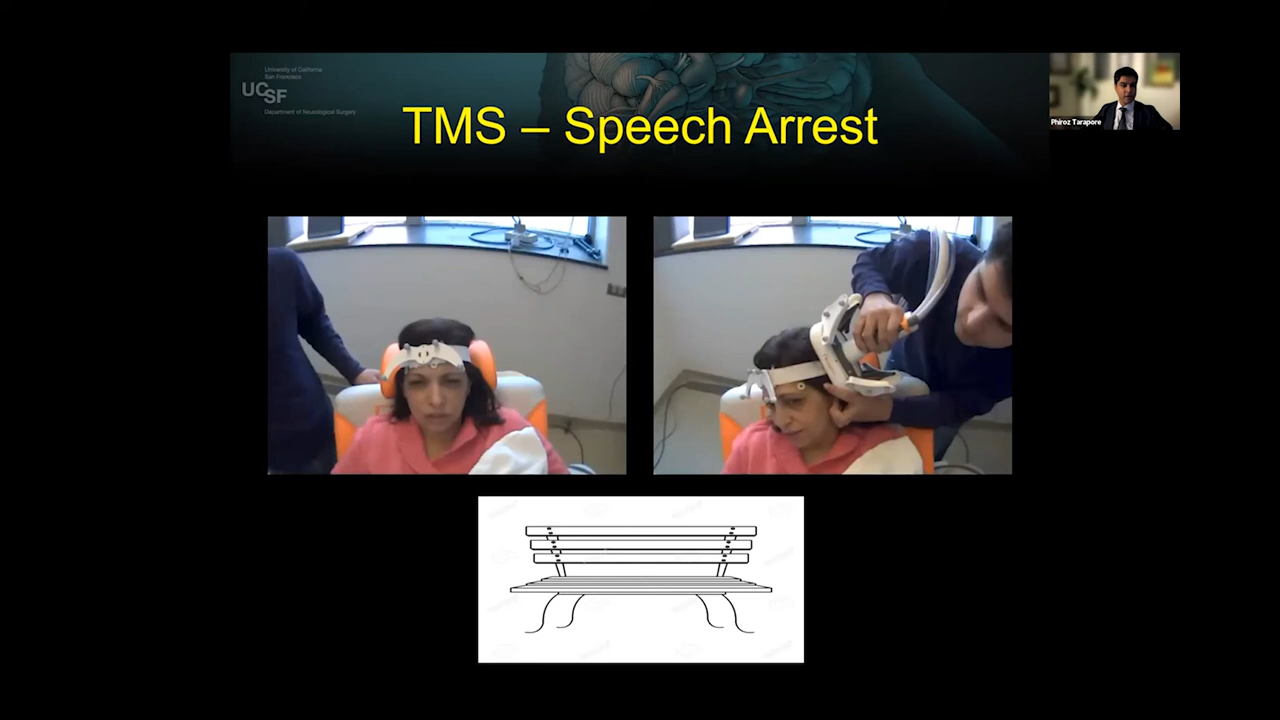 University of California
San Francisco
UCSF
Department of Neurological Surgery
TMS – Speech Arrest
Phiroz Tarapore